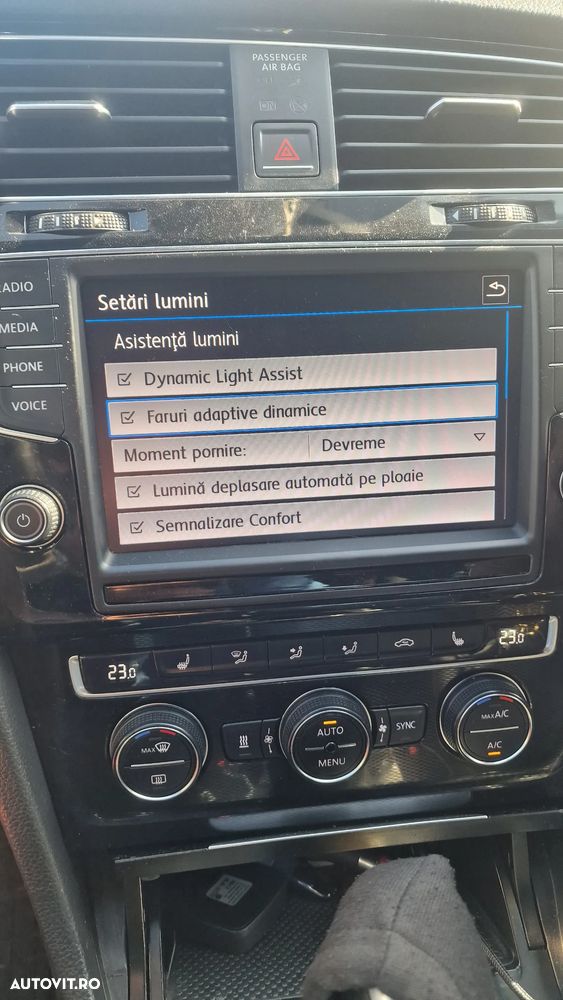 PASSENGER
AIR BAG
ON
RADIO
MEDIA
PHONE
VOICE
Setări lumini
Asistenţă lumini
Dynamic Light Assist
Faruri adaptive dinamice
Moment pornire: Devreme
Lumină deplasare automată pe ploaie
Semnalizare Confort
23.0
23.0
MAX
AUTO
MENU
SYNC
MAX A/C
A/C
AUTOVIT.RO